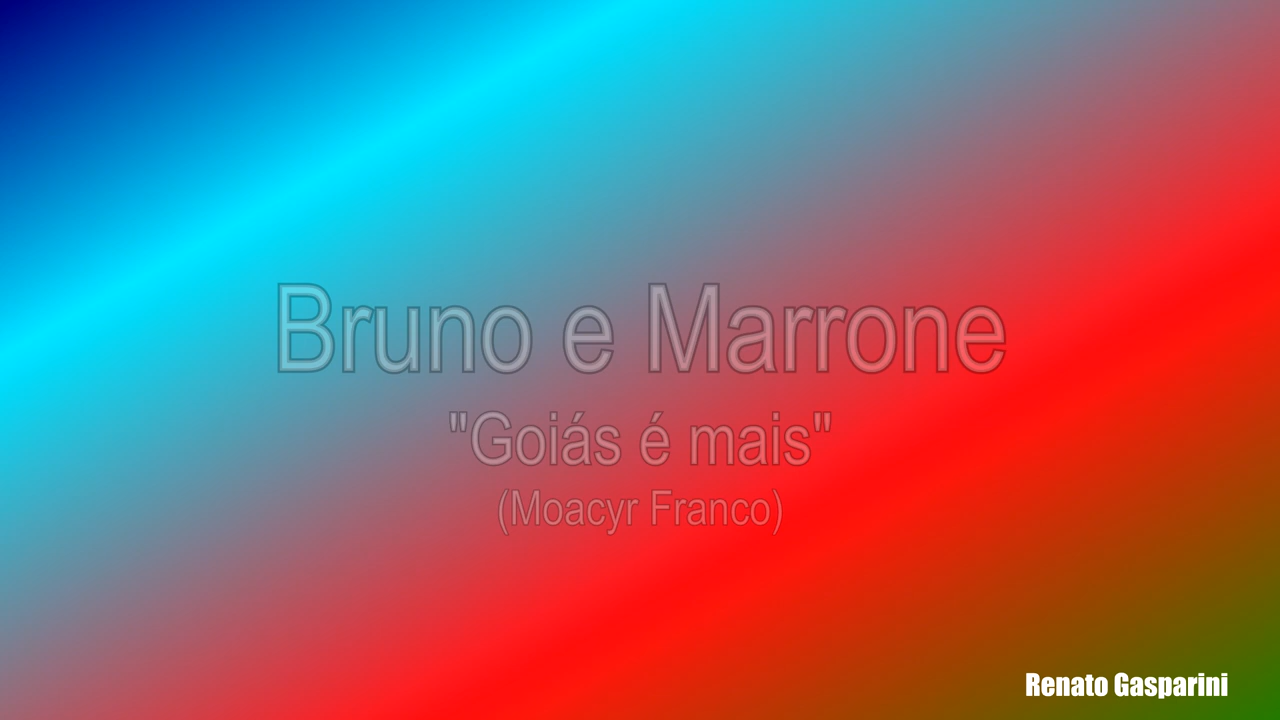 Bruno e Marrone
"Goiás é mais"
(Moacyr Franco)
Renato Gasparini